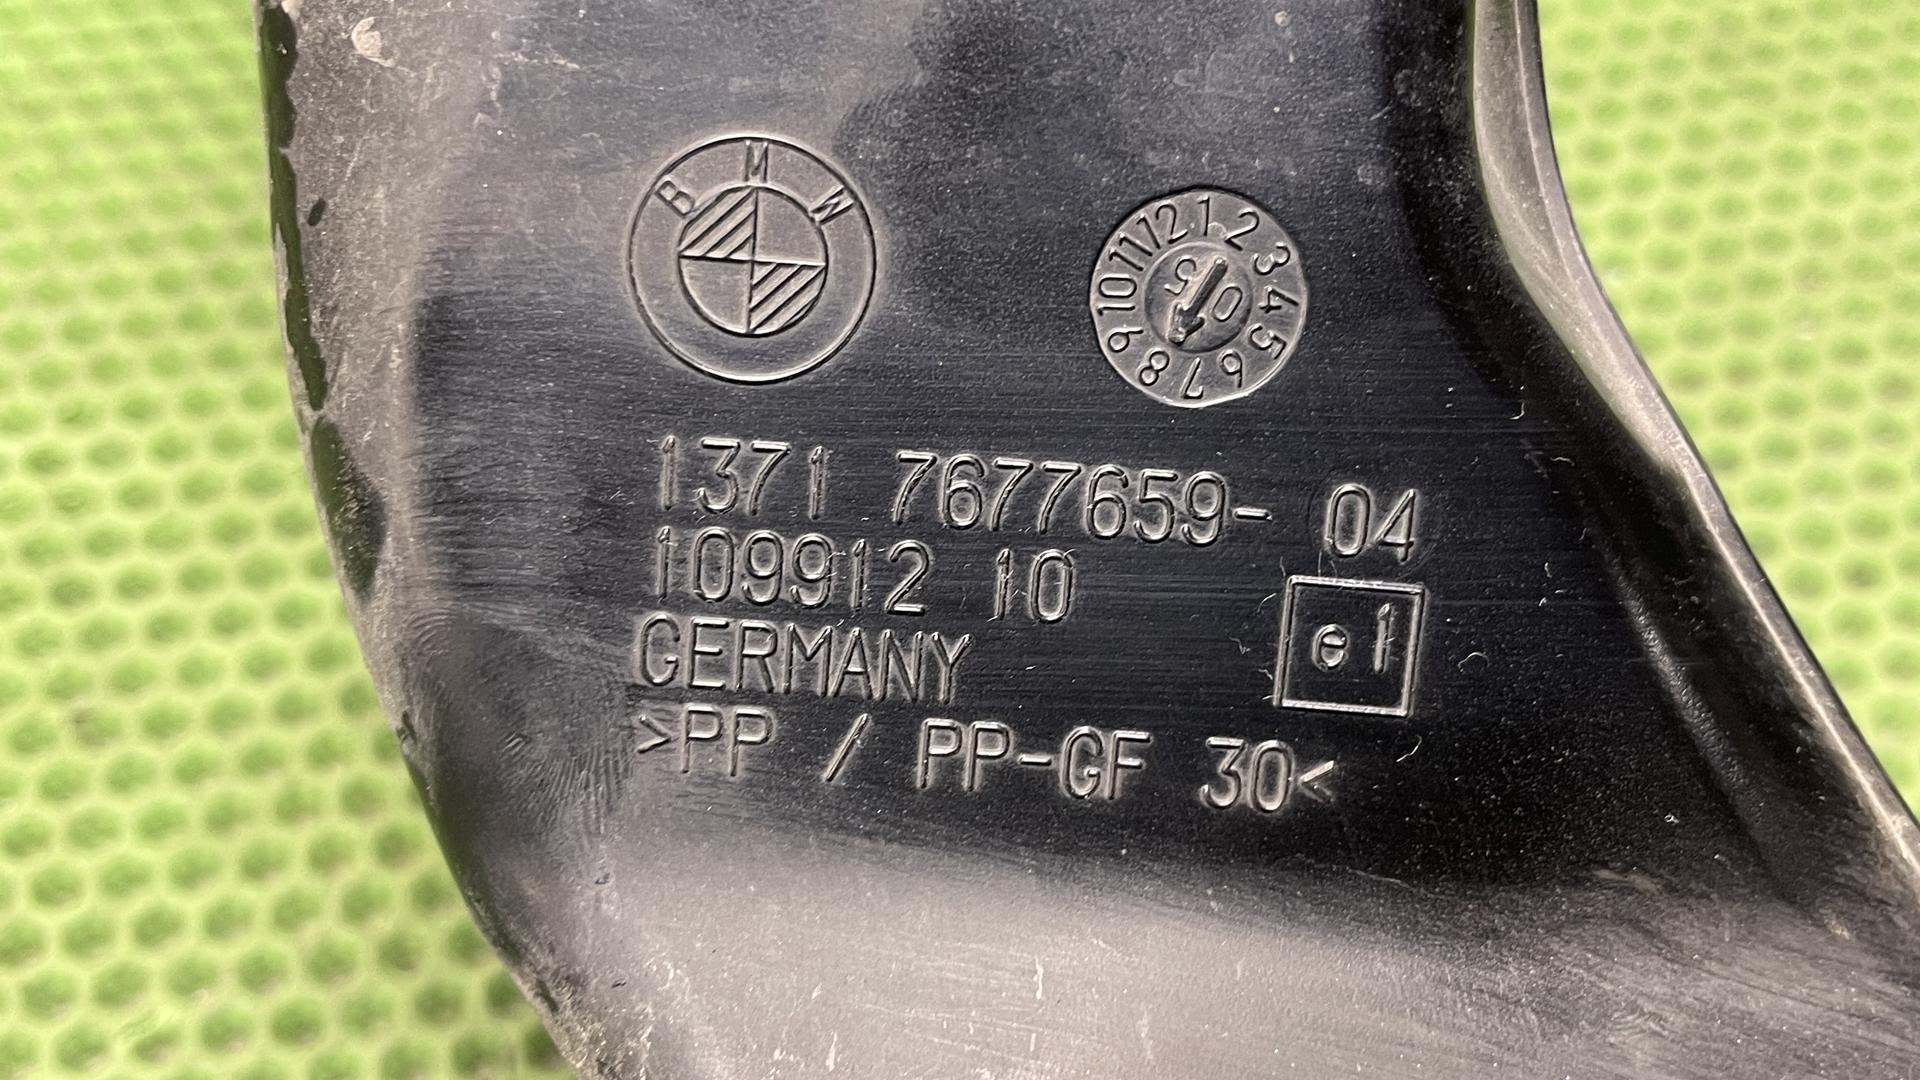 BMW
12 1 2 3 4 5 6 7 8 9 10 11
05
1371 7677659- 04
109912 10
e1
GERMANY
>PP / PP-GF 30<